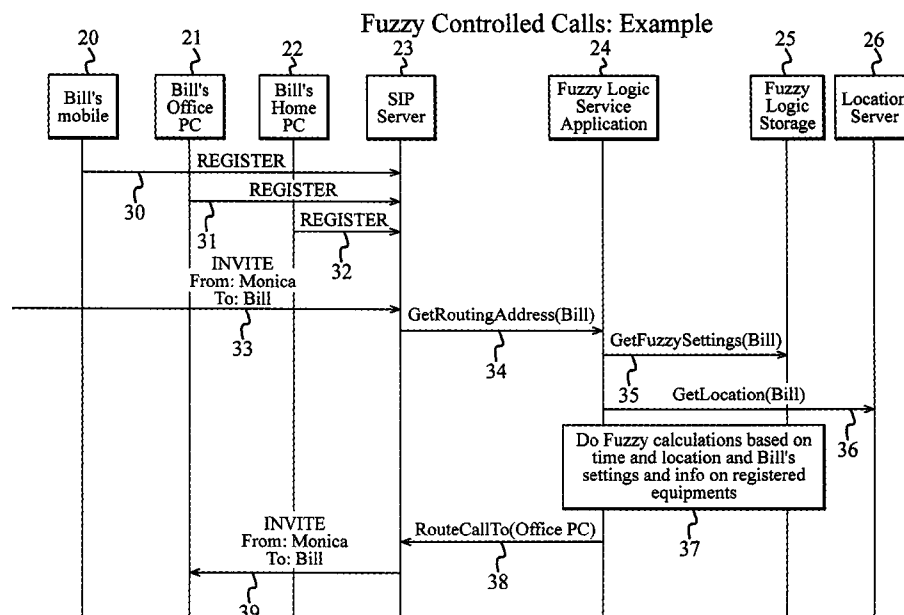 Fuzzy Controlled Calls: Example
20
21
22
23
24
25
26
Bill's
mobile
Bill's
Office
PC
Bill's
Home
PC
SIP
Server
Fuzzy Logic
Service
Application
Fuzzy
Logic
Storage
Location
Server
REGISTER
30
REGISTER
31
REGISTER
32
INVITE
From: Monica
To: Bill
33
GetRoutingAddress(Bill)
34
GetFuzzySettings(Bill)
35
GetLocation(Bill)
36
Do Fuzzy calculations based on
time and location and Bill's
settings and info on registered
equipments
37
RouteCallTo(Office PC)
38
INVITE
From: Monica
To: Bill
39